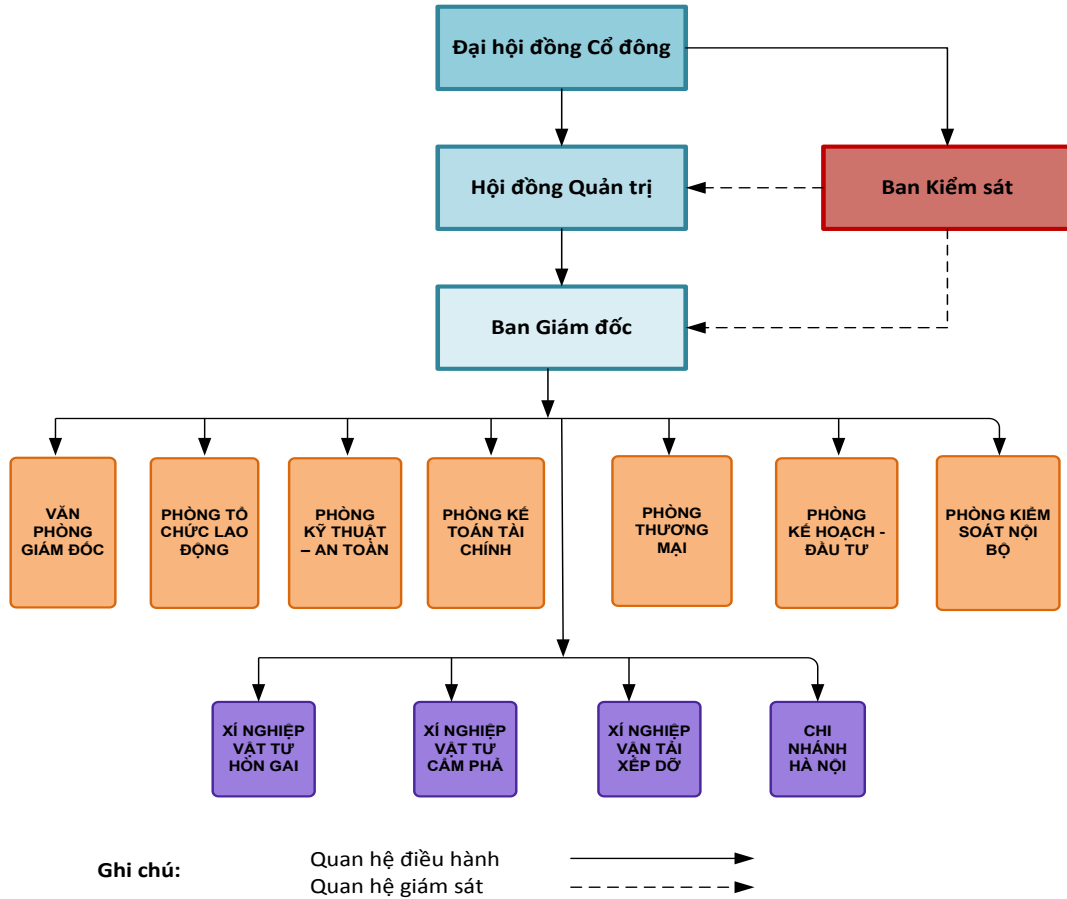 Đại hội đồng Cổ đông
Hội đồng Quản trị
Ban Kiểm sát
Ban Giám đốc
VĂN
PHÒNG
GIÁM ĐỐC
PHÒNG TỔ
CHỨC LAO
ĐỘNG
PHÒNG
KỸ THUẬT
– AN TOÀN
PHÒNG KẾ
TOÁN TÀI
CHÍNH
PHÒNG
THƯƠNG
MẠI
PHÒNG
KẾ HOẠCH -
ĐẦU TƯ
PHÒNG KIỂM
SOÁT NỘI
BỘ
XÍ NGHIỆP
VẬT TƯ
HÒN GAI
XÍ NGHIỆP
VẬT TƯ
CẨM PHẢ
XÍ NGHIỆP
VẬN TẢI
XẾP DỠ
CHI
NHÁNH
HÀ NỘI
Ghi chú:
Quan hệ điều hành
Quan hệ giám sát